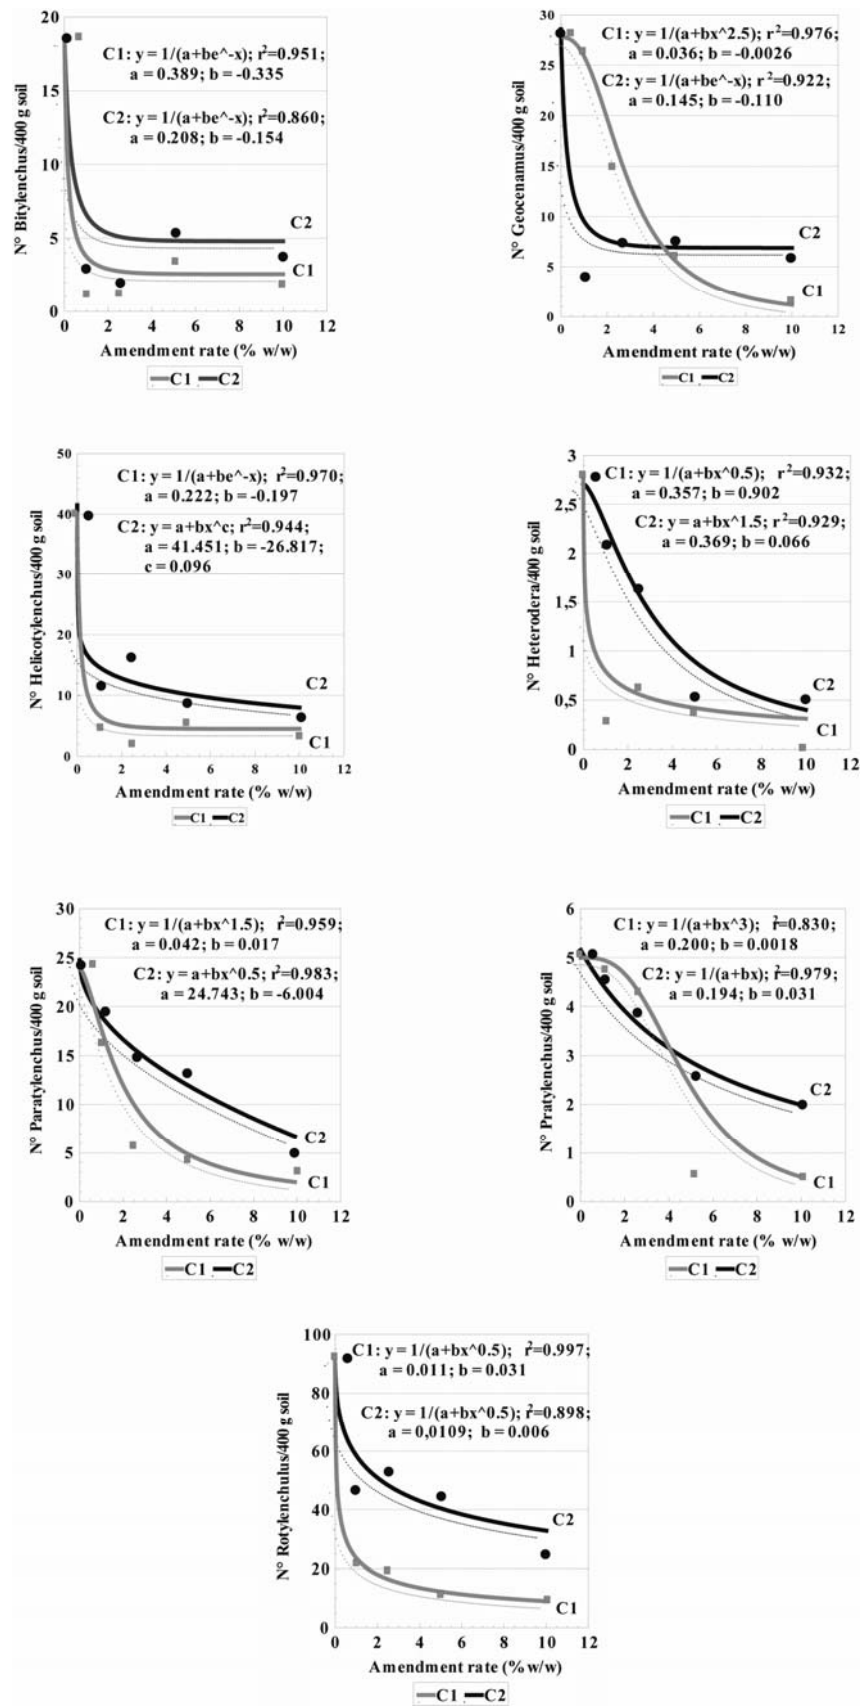 N° Bitylenchus/400 g soil
20
15
10
5
0
C1: y = 1/(a+be^-x); r²=0.951;
a = 0.389; b = -0.335
C2: y = 1/(a+be^-x); r²=0.860;
a = 0.208; b = -0.154
C2
C1
0 2 4 6 8 10 12
Amendment rate (% w/w)
C1 C2
N° Geocenamus/400 g soil
30
25
20
15
10
5
0
C1: y = 1/(a+bx^2.5); r²=0.976;
a = 0.036; b = -0.0026
C2: y = 1/(a+be^-x); r²=0.922;
a = 0.145; b = -0.110
C2
C1
0 2 4 6 8 10 12
Amendment rate (%w/w)
C1 C2
N° Helicotylenchus/400 g soil
50
40
30
20
10
0
C1: y = 1/(a+be^-x); r²=0.970;
a = 0.222; b = -0.197
C2: y = a+bx^c; r²=0.944;
a = 41.451; b = -26.817;
c = 0.096
C2
C1
0 2 4 6 8 10 12
Amendment rate (% w/w)
C1 C2
N° Heterodera/400 g soil
3
2,5
2
1,5
1
0,5
0
C1: y = 1/(a+bx^0.5); r²=0.932;
a = 0.357; b = 0.902
C2: y = a+bx^1.5; r²=0.929;
a = 0.369; b = 0.066
C2
C1
0 2 4 6 8 10 12
Amendment rate (% w/w)
C1 C2
N° Paratylenchus/400 g soil
30
25
20
15
10
5
0
C1: y = 1/(a+bx^1.5); r²=0.959;
a = 0.042; b = 0.017
C2: y = a+bx^0.5; r²=0.983;
a = 24.743; b = -6.004
C2
C1
0 2 4 6 8 10 12
Amendment rate (% w/w)
C1 C2
N° Pratylenchus/400 g soil
6
5
4
3
2
1
0
C1: y = 1/(a+bx^3); r²=0.830;
a = 0.200; b = 0.0018
C2: y = 1/(a+bx); r²=0.979;
a = 0.194; b = 0.031
C2
C1
0 2 4 6 8 10 12
Amendment rate (% w/w)
C1 C2
N° Rotylenchulus/400 g soil
100
80
60
40
20
0
C1: y = 1/(a+bx^0.5); r²=0.997;
a = 0.011; b = 0.031
C2: y = 1/(a+bx^0.5); r²=0.898;
a = 0,0109; b = 0.006
C2
C1
0 2 4 6 8 10 12
Amendment rate (% w/w)
C1 C2